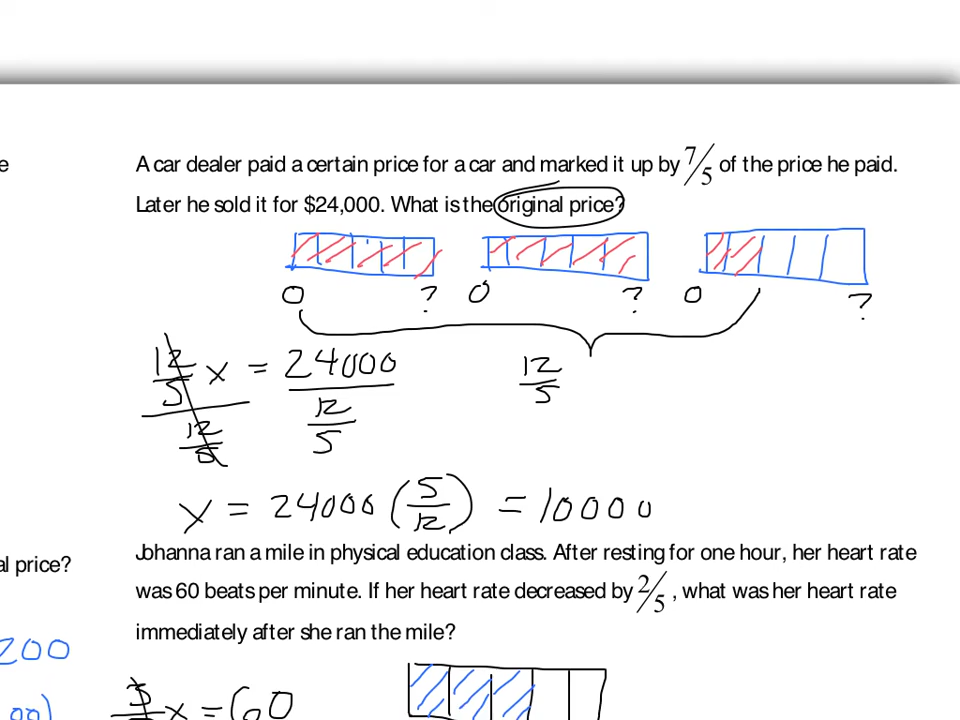 e
A car dealer paid a certain price for a car and marked it up by 7/5 of the price he paid.
Later he sold it for $24,000. What is the original price?
0 ? 0 ? 0 ?
12/5 x = 24000 12/5
12/5 12/5
x = 24000 (5/12) = 10000
Johanna ran a mile in physical education class. After resting for one hour, her heart rate
al price?
was 60 beats per minute. If her heart rate decreased by 2/5, what was her heart rate
immediately after she ran the mile?
200
x = 60
00)